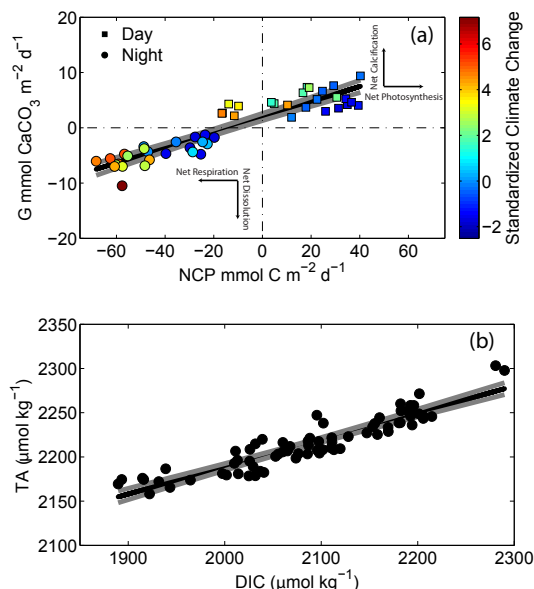 (a)
Day
Night
Net Calcification
Net Photosynthesis
Net Respiration
Net Dissolution
G mmol CaCO₃ m⁻² d⁻¹
20
10
0
−10
−20
−60 −40 −20 0 20 40 60
NCP mmol C m⁻² d⁻¹
6
4
2
0
−2
Standardized Climate Change
(b)
TA (μmol kg⁻¹)
2350
2300
2250
2200
2150
2100
1900 2000 2100 2200 2300
DIC (μmol kg⁻¹)